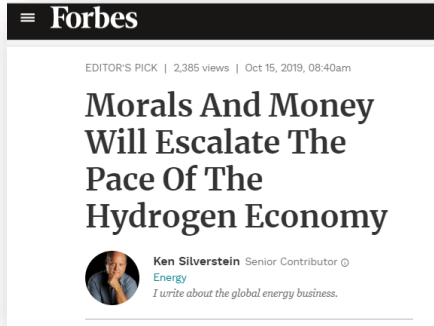 Forbes
EDITOR'S PICK | 2,385 views | Oct 15, 2019, 08:40am
Morals And Money
Will Escalate The
Pace Of The
Hydrogen Economy
Ken Silverstein Senior Contributor
Energy
I write about the global energy business.